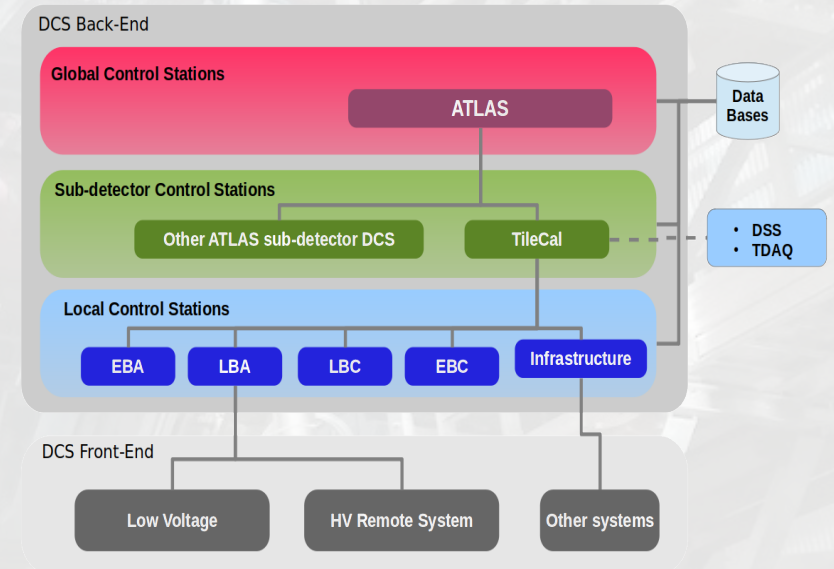 DCS Back-End
Global Control Stations
ATLAS
Data
Bases
Sub-detector Control Stations
Other ATLAS sub-detector DCS
TileCal
• DSS
• TDAQ
Local Control Stations
EBA
LBA
LBC
EBC
Infrastructure
DCS Front-End
Low Voltage
HV Remote System
Other systems